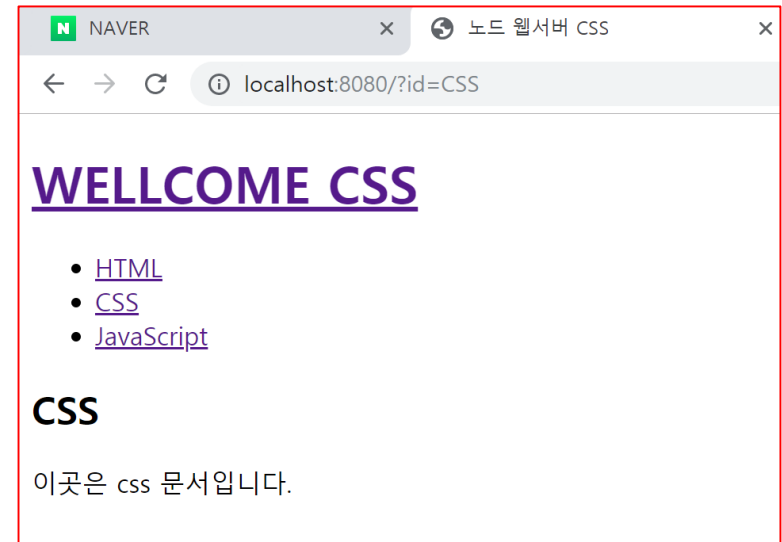 N NAVER
노드 웹서버 CSS
localhost:8080/?id=CSS
WELLCOME CSS
HTML
CSS
JavaScript
CSS
이곳은 css 문서입니다.